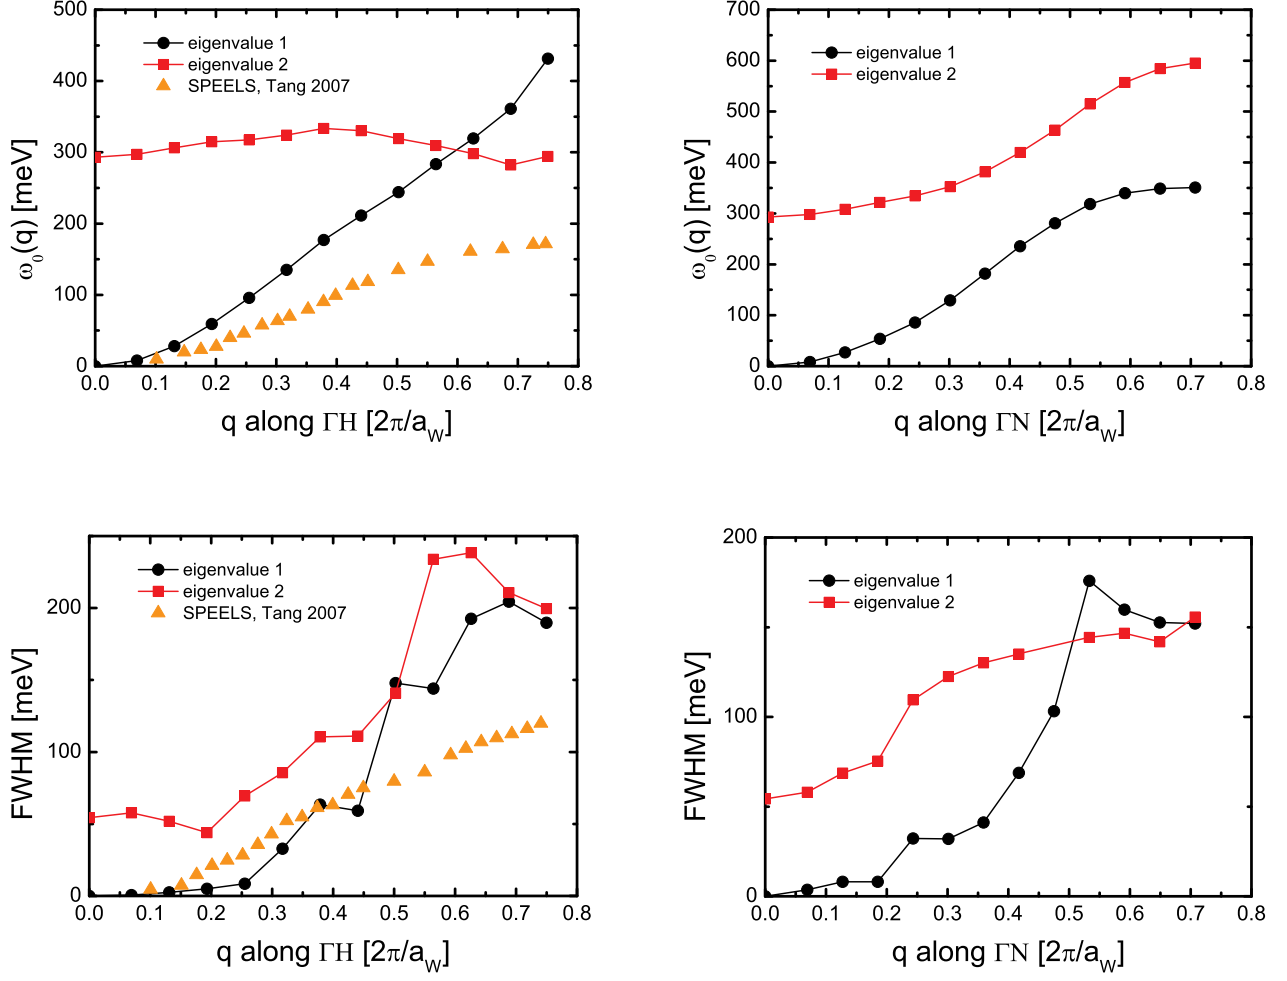 500
400
300
200
100
0
ω0(q) [meV]
eigenvalue 1
eigenvalue 2
SPEELS, Tang 2007
0.0 0.1 0.2 0.3 0.4 0.5 0.6 0.7 0.8
q along ΓH [2π/aW]
700
600
500
400
300
200
100
0
ω0(q) [meV]
eigenvalue 1
eigenvalue 2
0.0 0.1 0.2 0.3 0.4 0.5 0.6 0.7 0.8
q along ΓN [2π/aW]
200
100
0
FWHM [meV]
eigenvalue 1
eigenvalue 2
SPEELS, Tang 2007
0.0 0.1 0.2 0.3 0.4 0.5 0.6 0.7 0.8
q along ΓH [2π/aW]
200
100
0
FWHM [meV]
eigenvalue 1
eigenvalue 2
0.0 0.1 0.2 0.3 0.4 0.5 0.6 0.7 0.8
q along ΓN [2π/aW]